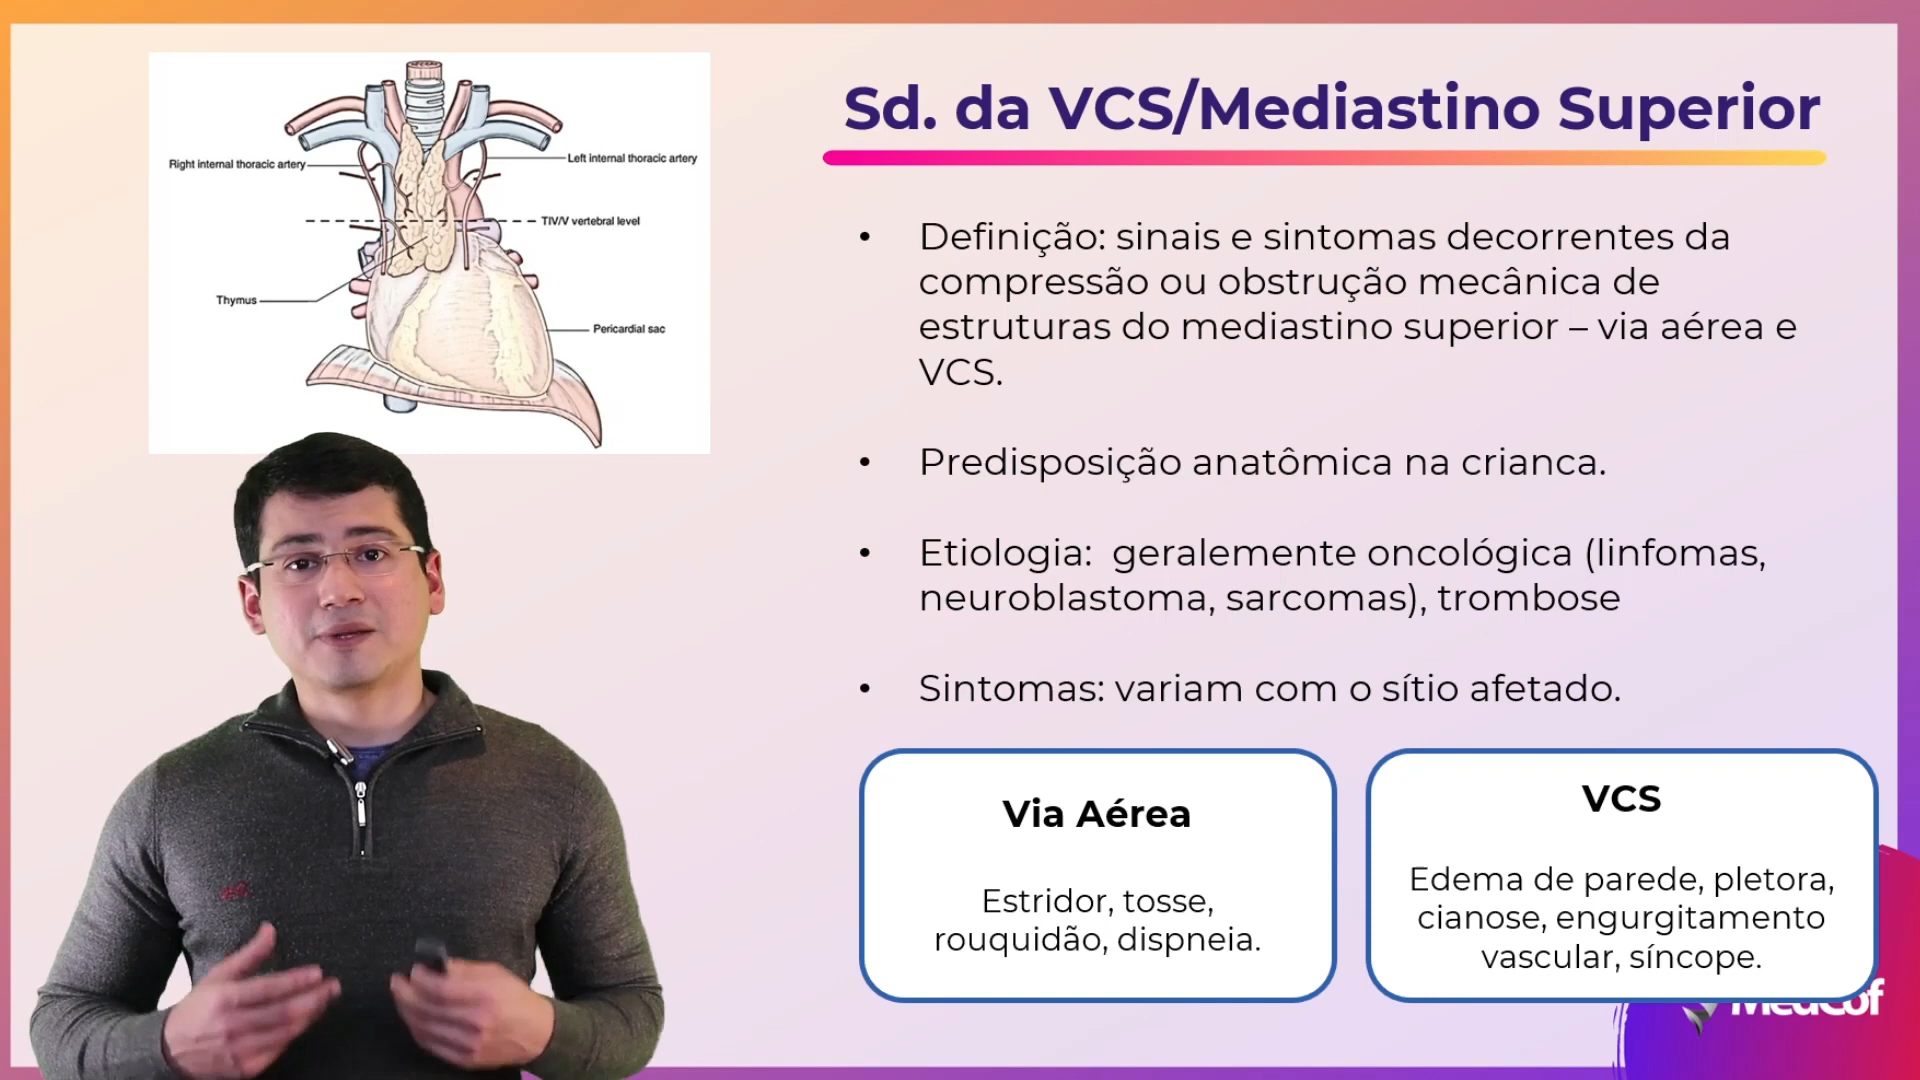 Sd. da VCS/Mediastino Superior
Right internal thoracic artery
Left internal thoracic artery
TIV/V vertebral level
Thymus
Pericardial sac
• Definição: sinais e sintomas decorrentes da
compressão ou obstrução mecânica de
estruturas do mediastino superior – via aérea e
VCS.
• Predisposição anatômica na crianca.
• Etiologia: geralemente oncológica (linfomas,
neuroblastoma, sarcomas), trombose
• Sintomas: variam com o sítio afetado.
Via Aérea
Estridor, tosse,
rouquidão, dispneia.
VCS
Edema de parede, pletora,
cianose, engurgitamento
vascular, síncope.
MedCof